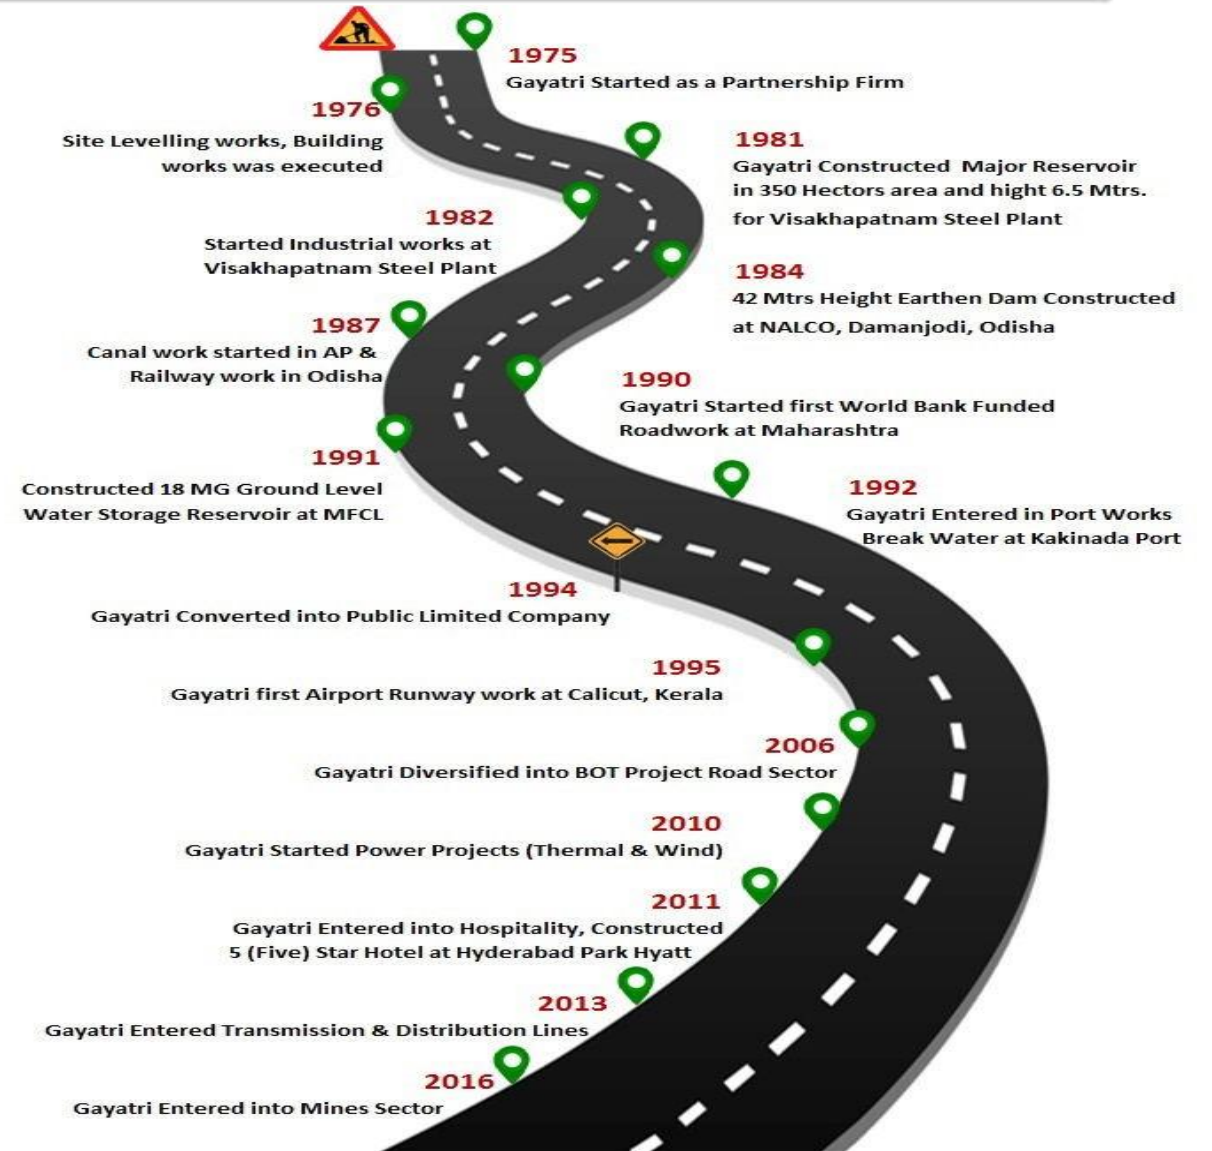 1975
Gayatri Started as a Partnership Firm
1976
Site Levelling works, Building
works was executed
1981
Gayatri Constructed Major Reservoir
in 350 Hectors area and hight 6.5 Mtrs.
for Visakhapatnam Steel Plant
1982
Started Industrial works at
Visakhapatnam Steel Plant
1984
42 Mtrs Height Earthen Dam Constructed
at NALCO, Damanjodi, Odisha
1987
Canal work started in AP &
Railway work in Odisha
1990
Gayatri Started first World Bank Funded
Roadwork at Maharashtra
1991
Constructed 18 MG Ground Level
Water Storage Reservoir at MFCL
1992
Gayatri Entered in Port Works
Break Water at Kakinada Port
1994
Gayatri Converted into Public Limited Company
1995
Gayatri first Airport Runway work at Calicut, Kerala
2006
Gayatri Diversified into BOT Project Road Sector
2010
Gayatri Started Power Projects (Thermal & Wind)
2011
Gayatri Entered into Hospitality, Constructed
5 (Five) Star Hotel at Hyderabad Park Hyatt
2013
Gayatri Entered Transmission & Distribution Lines
2016
Gayatri Entered into Mines Sector